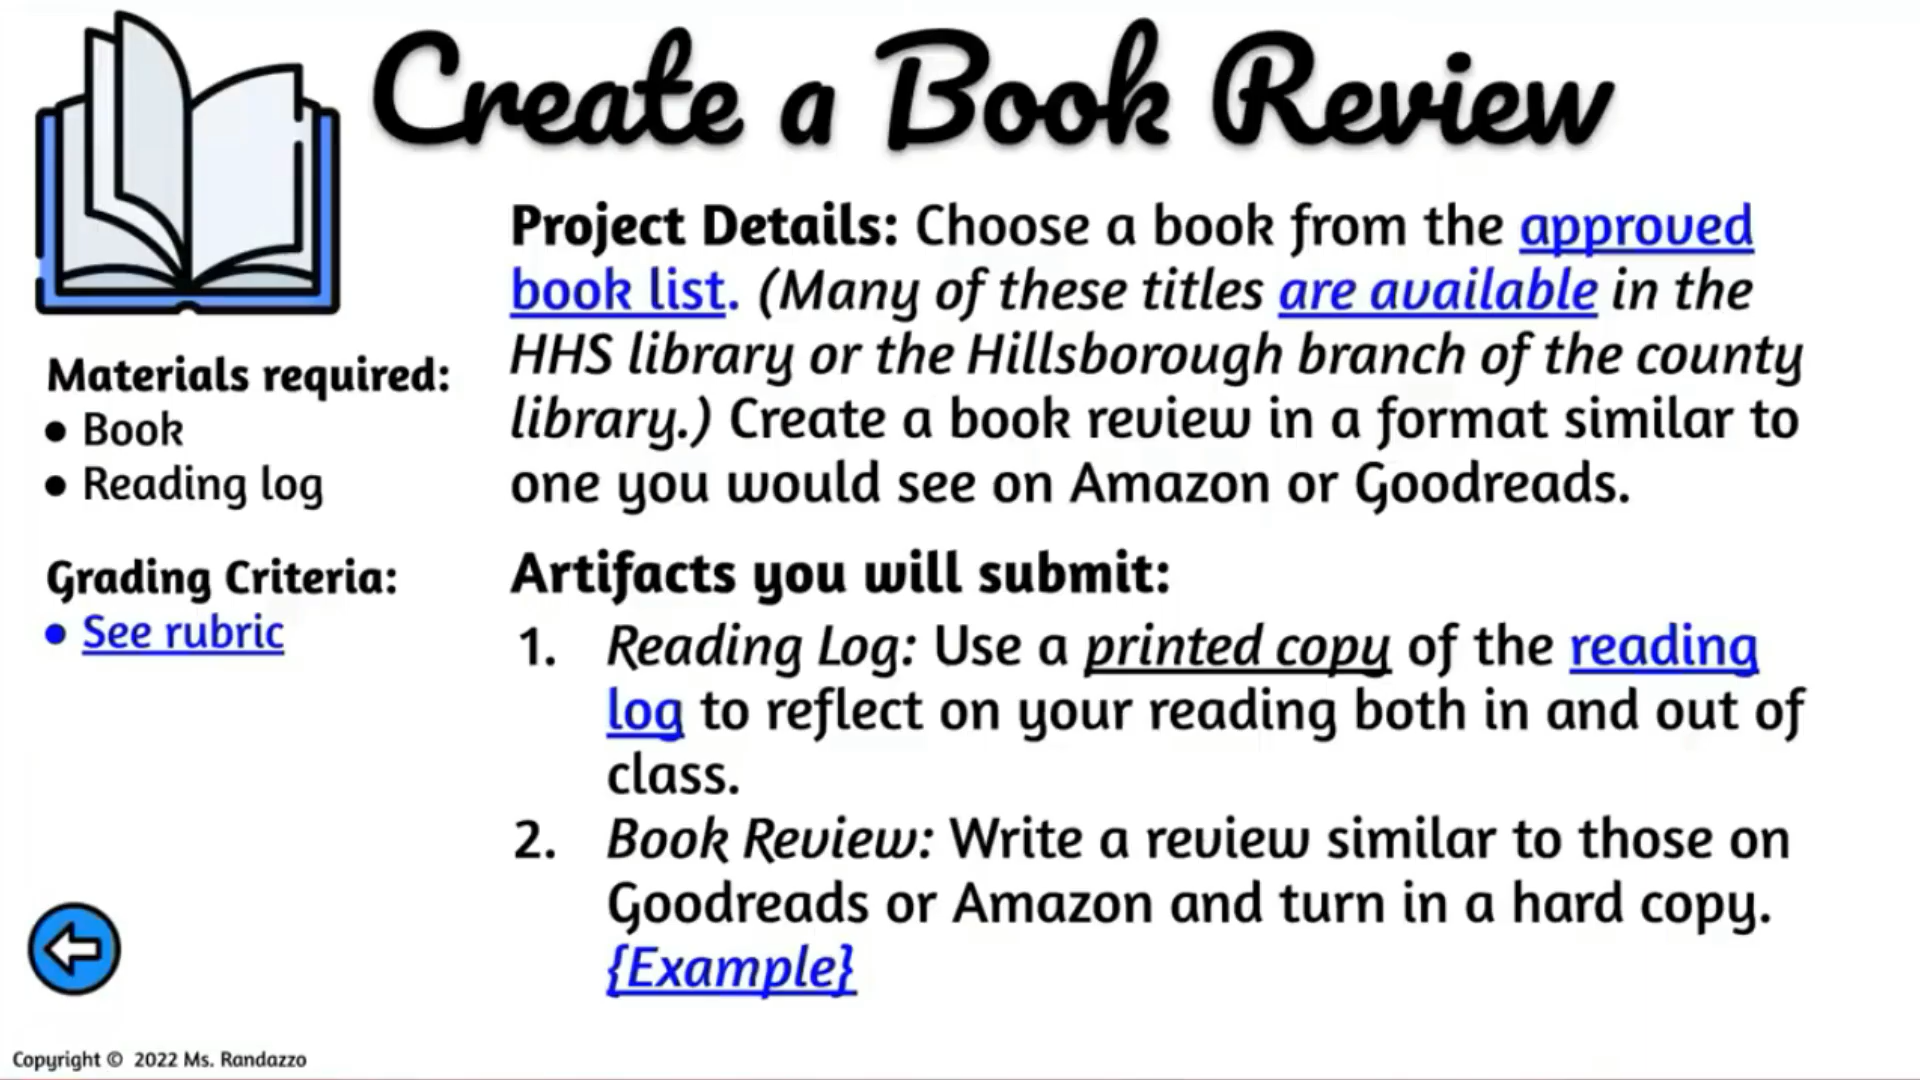 Create a Book Review
Project Details: Choose a book from the approved
book list. (Many of these titles are available in the
HHS library or the Hillsborough branch of the county
library.) Create a book review in a format similar to
one you would see on Amazon or Goodreads.
Materials required:
● Book
● Reading log
Grading Criteria:
● See rubric
Artifacts you will submit:
1. Reading Log: Use a printed copy of the reading
log to reflect on your reading both in and out of
class.
2. Book Review: Write a review similar to those on
Goodreads or Amazon and turn in a hard copy.
{Example}
Copyright © 2022 Ms. Randazzo